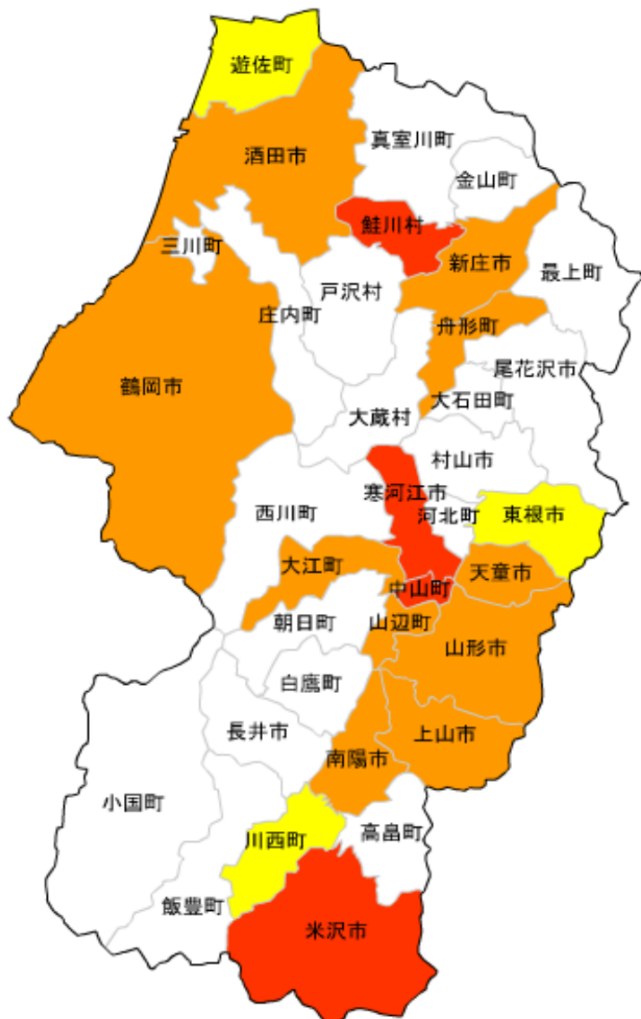 遊佐町
真室川町
酒田市
金山町
鮭川村
三川町
新庄市
最上町
戸沢村
庄内町
舟形町
尾花沢市
鶴岡市
大石田町
大蔵村
村山市
寒河江市
西川町
河北町
東根市
大江町
天童市
中山町
朝日町
山辺町
山形市
白鷹町
長井市
上山市
南陽市
小国町
高畠町
川西町
飯豊町
米沢市